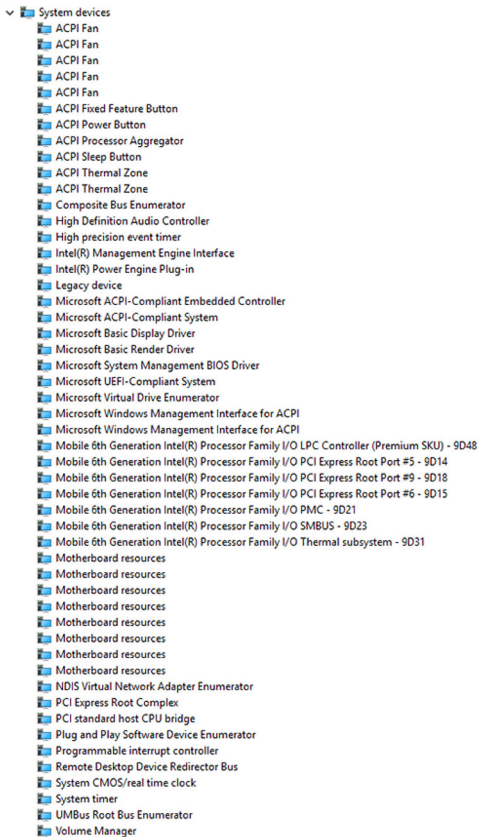 System devices
ACPI Fan
ACPI Fan
ACPI Fan
ACPI Fan
ACPI Fan
ACPI Fixed Feature Button
ACPI Power Button
ACPI Processor Aggregator
ACPI Sleep Button
ACPI Thermal Zone
ACPI Thermal Zone
Composite Bus Enumerator
High Definition Audio Controller
High precision event timer
Intel(R) Management Engine Interface
Intel(R) Power Engine Plug-in
Legacy device
Microsoft ACPI-Compliant Embedded Controller
Microsoft ACPI-Compliant System
Microsoft Basic Display Driver
Microsoft Basic Render Driver
Microsoft System Management BIOS Driver
Microsoft UEFI-Compliant System
Microsoft Virtual Drive Enumerator
Microsoft Windows Management Interface for ACPI
Microsoft Windows Management Interface for ACPI
Mobile 6th Generation Intel(R) Processor Family I/O LPC Controller (Premium SKU) - 9D48
Mobile 6th Generation Intel(R) Processor Family I/O PCI Express Root Port #5 - 9D14
Mobile 6th Generation Intel(R) Processor Family I/O PCI Express Root Port #9 - 9D18
Mobile 6th Generation Intel(R) Processor Family I/O PCI Express Root Port #6 - 9D15
Mobile 6th Generation Intel(R) Processor Family I/O PMC - 9D21
Mobile 6th Generation Intel(R) Processor Family I/O SMBUS - 9D23
Mobile 6th Generation Intel(R) Processor Family I/O Thermal subsystem - 9D31
Motherboard resources
Motherboard resources
Motherboard resources
Motherboard resources
Motherboard resources
Motherboard resources
Motherboard resources
Motherboard resources
NDIS Virtual Network Adapter Enumerator
PCI Express Root Complex
PCI standard host CPU bridge
Plug and Play Software Device Enumerator
Programmable interrupt controller
Remote Desktop Device Redirector Bus
System CMOS/real time clock
System timer
UMBus Root Bus Enumerator
Volume Manager